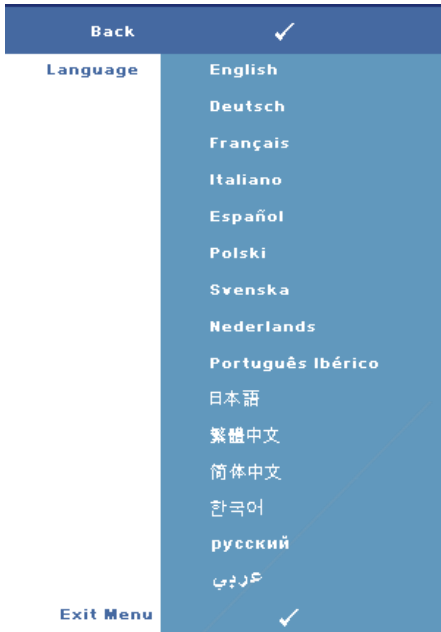 Back ✓
Language English
Deutsch
Français
Italiano
Español
Polski
Svenska
Nederlands
Português Ibérico
日本語
繁體中文
简体中文
한국어
русский
عربي
Exit Menu ✓